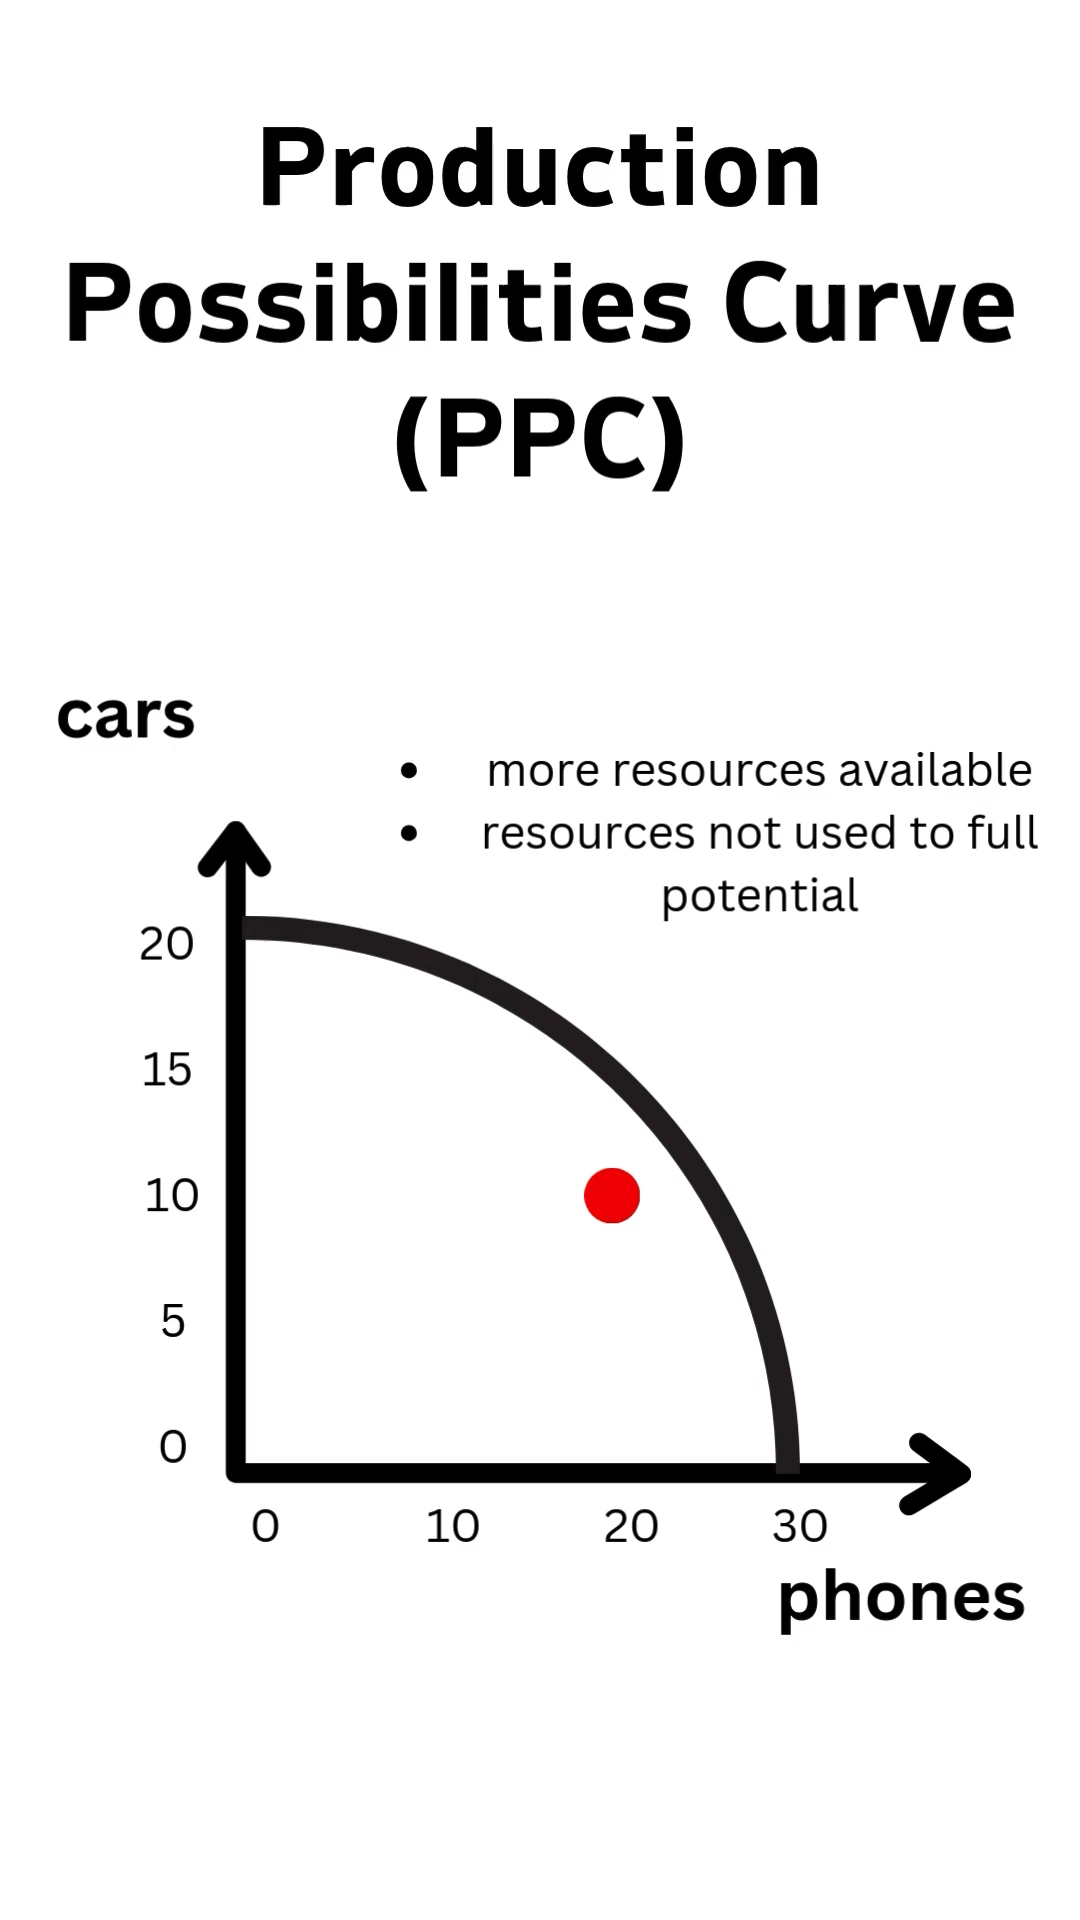 Production
Possibilities Curve
(PPC)
cars
• more resources available
• resources not used to full
potential
20
15
10
5
0
0 10 20 30
phones